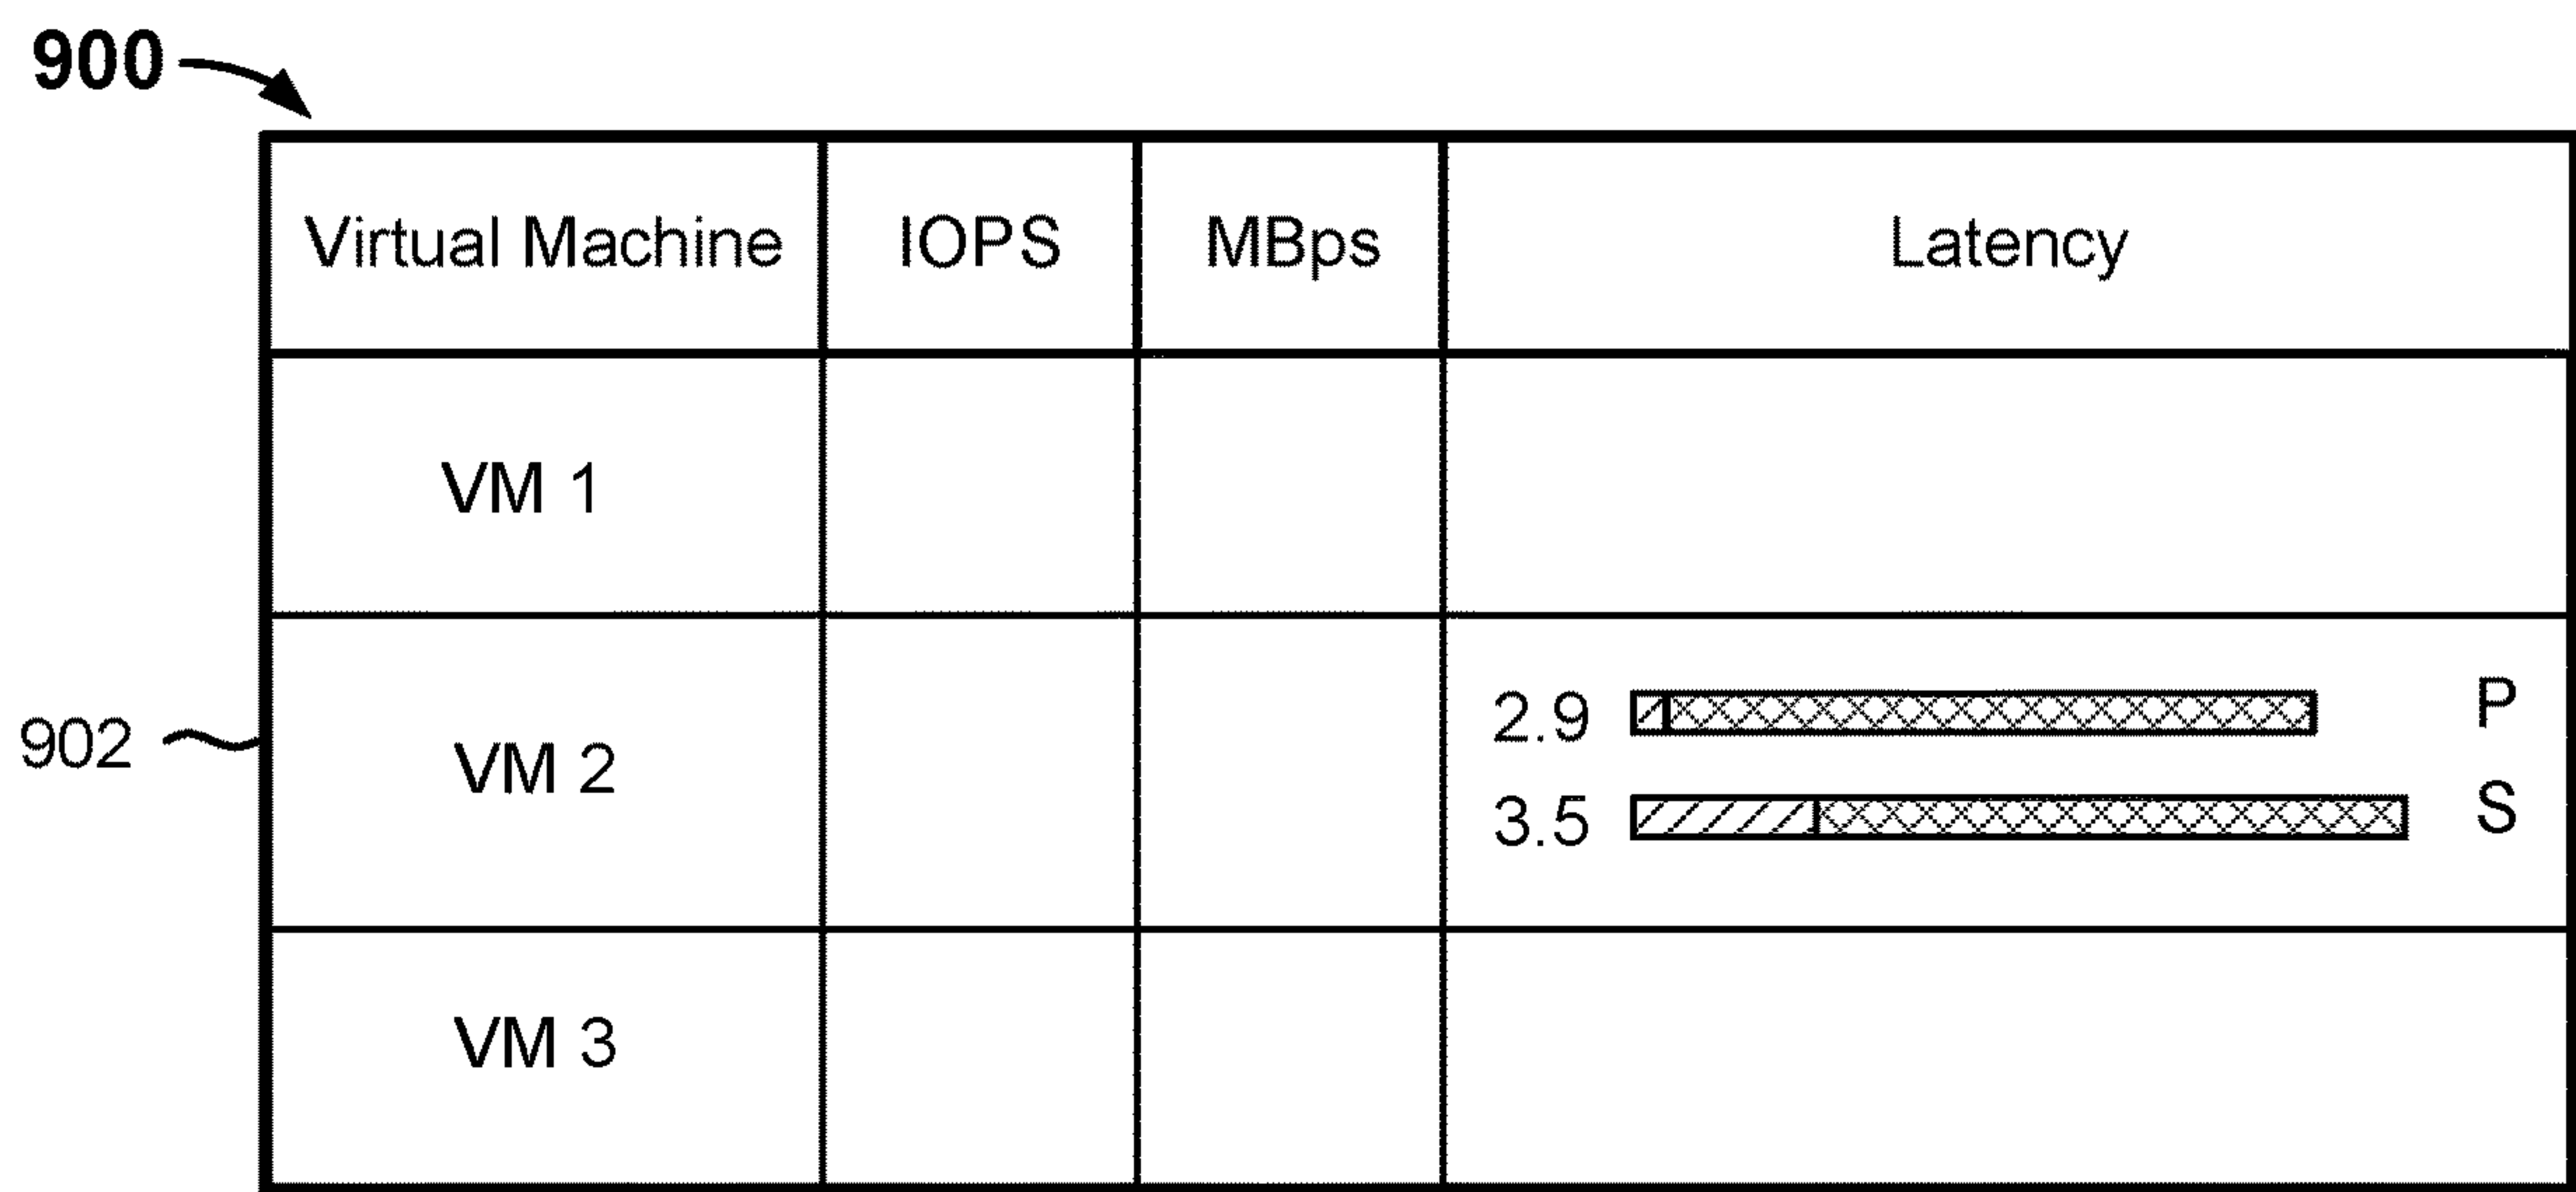 900
Virtual Machine IOPS MBps Latency
VM 1
902 VM 2
2.9 P
3.5 S
VM 3